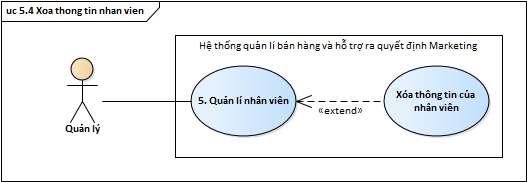 uc 5.4 Xoa thong tin nhan vien
Hệ thống quản lí bán hàng và hỗ trợ ra quyết định Marketing
5. Quản lí nhân viên
Xóa thông tin của
nhân viên
«extend»
Quản lý